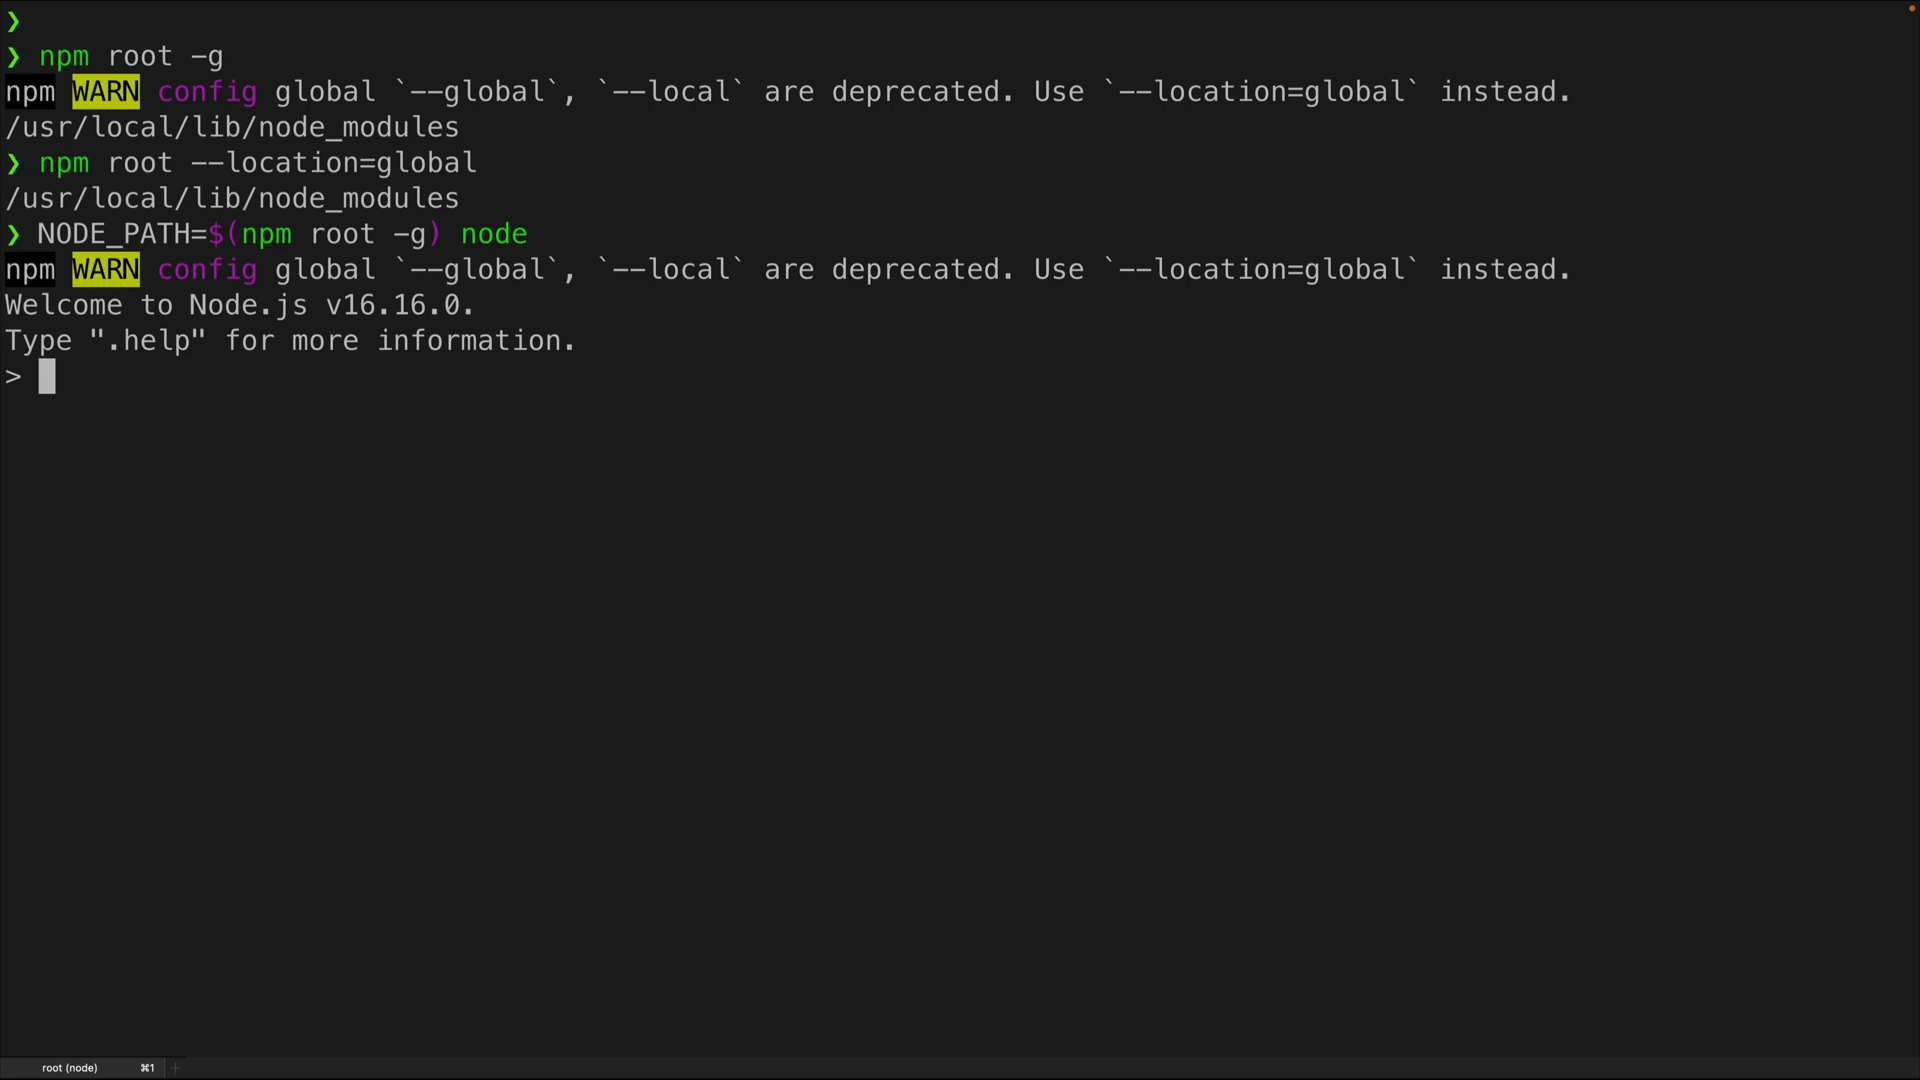 ❯
❯ npm root -g
npm WARN config global `--global`, `--local` are deprecated. Use `--location=global` instead.
/usr/local/lib/node_modules
❯ npm root --location=global
/usr/local/lib/node_modules
❯ NODE_PATH=$(npm root -g) node
npm WARN config global `--global`, `--local` are deprecated. Use `--location=global` instead.
Welcome to Node.js v16.16.0.
Type ".help" for more information.
>
root (node) ⌘1 +